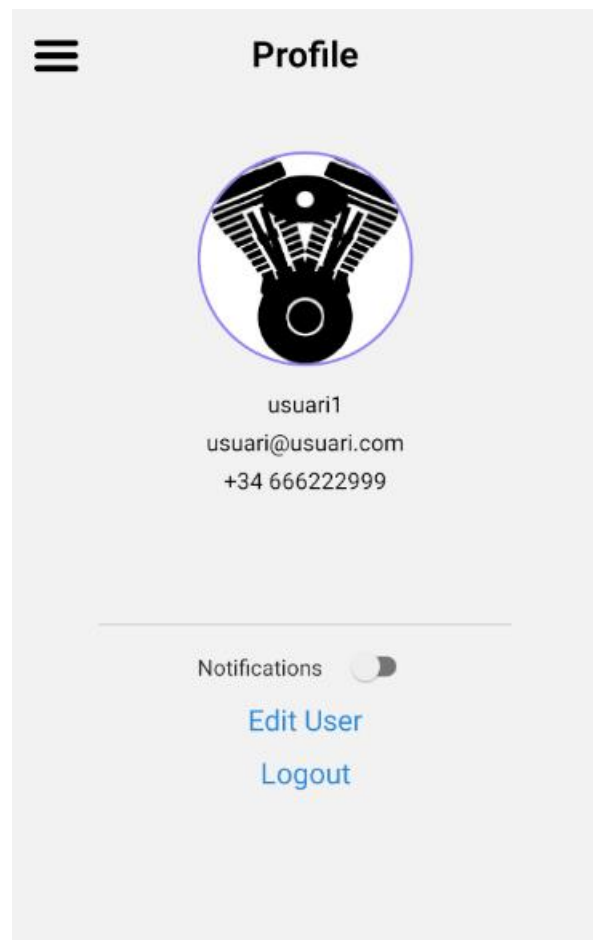 Profile
usuari1
usuari@usuari.com
+34 666222999
Notifications
Edit User
Logout